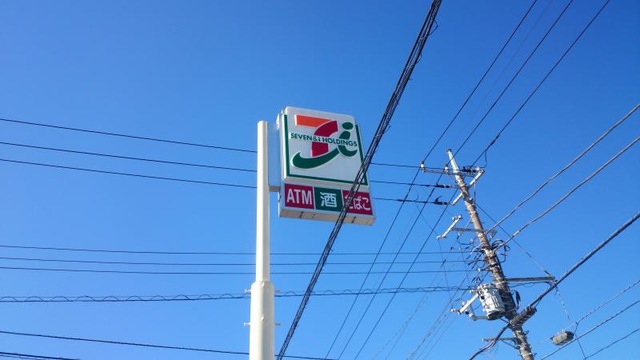 SEVEN&i HOLDINGS
ATM 酒 たばこ